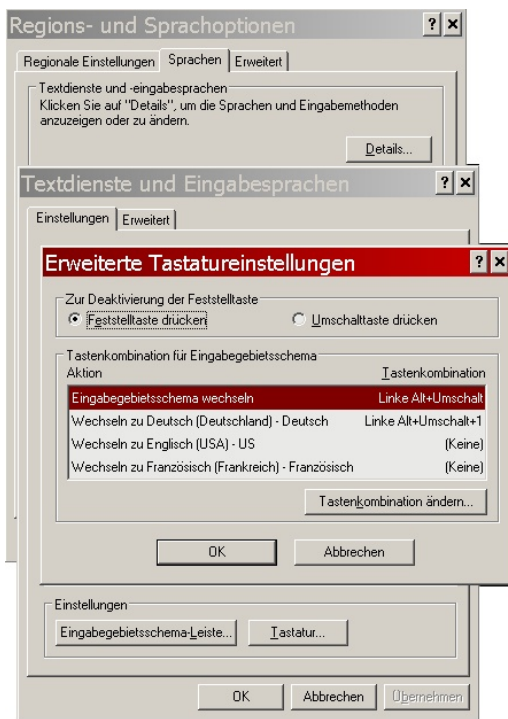 Regions- und Sprachoptionen
Regionale Einstellungen Sprachen Erweitert
Textdienste und -eingabesprachen
Klicken Sie auf "Details", um die Sprachen und Eingabemethoden
anzuzeigen oder zu ändern.
Details...
Textdienste und Eingabesprachen
Einstellungen Erweitert
Erweiterte Tastatureinstellungen
Zur Deaktivierung der Feststelltaste
Feststelltaste drücken Umschalttaste drücken
Tastenkombination für Eingabegebietsschema
Aktion Tastenkombination
Eingabegebietsschema wechseln Linke Alt+Umschalt
Wechseln zu Deutsch (Deutschland) - Deutsch Linke Alt+Umschalt+1
Wechseln zu Englisch (USA) - US (Keine)
Wechseln zu Französisch (Frankreich) - Französisch (Keine)
Tastenkombination ändern...
OK Abbrechen
Einstellungen
Eingabegebietsschema-Leiste... Tastatur...
OK Abbrechen Übernehmen